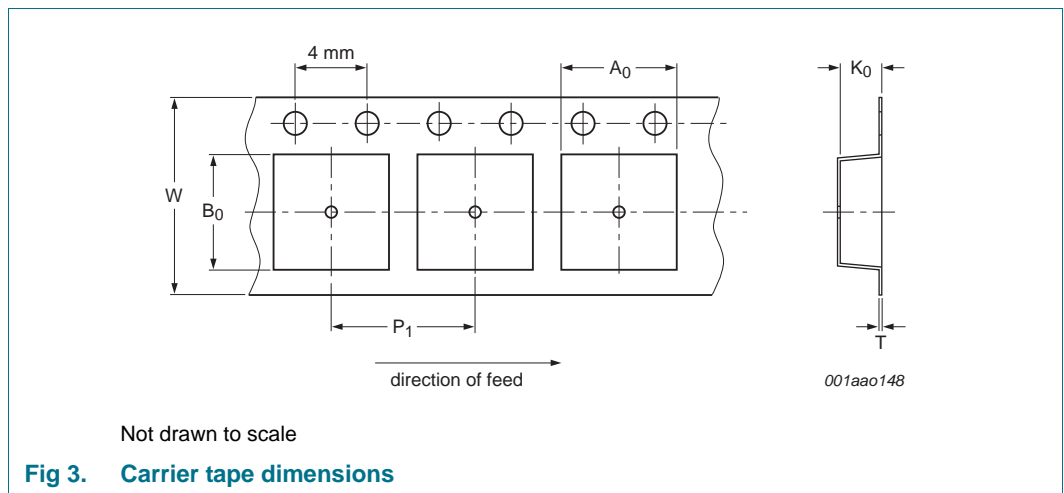 4 mm
A0
K0
W
B0
P1
T
direction of feed
001aao148
Not drawn to scale
Fig 3. Carrier tape dimensions